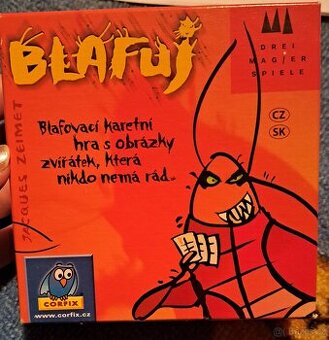 BLAFUJ
DREI
MAGIER
SPIELE
CZ
SK
Blafovací karetní
hra s obrázky
zvířátek, která
nikdo nemá rád.
JACQUES ZEIMET
CORFIX
www.corfix.cz